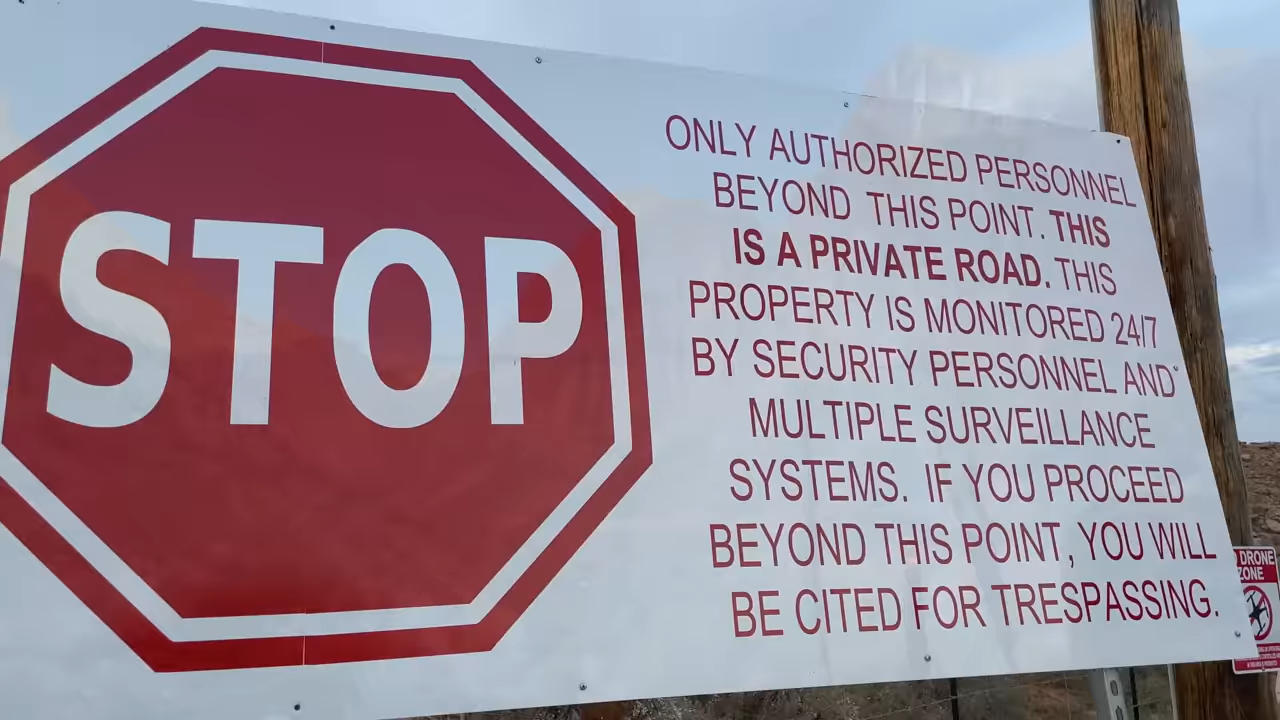 STOP
ONLY AUTHORIZED PERSONNEL
BEYOND THIS POINT. THIS
IS A PRIVATE ROAD. THIS
PROPERTY IS MONITORED 24/7
BY SECURITY PERSONNEL AND
MULTIPLE SURVEILLANCE
SYSTEMS. IF YOU PROCEED
BEYOND THIS POINT, YOU WILL
BE CITED FOR TRESPASSING.
DRONE
ZONE